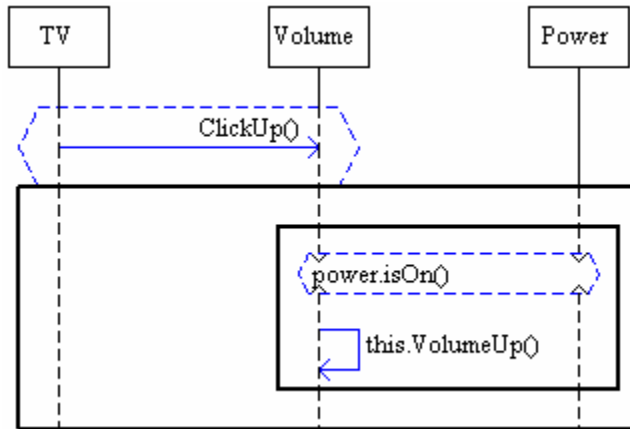 TV
Volume
Power
ClickUp()
power.isOn()
this.VolumeUp()